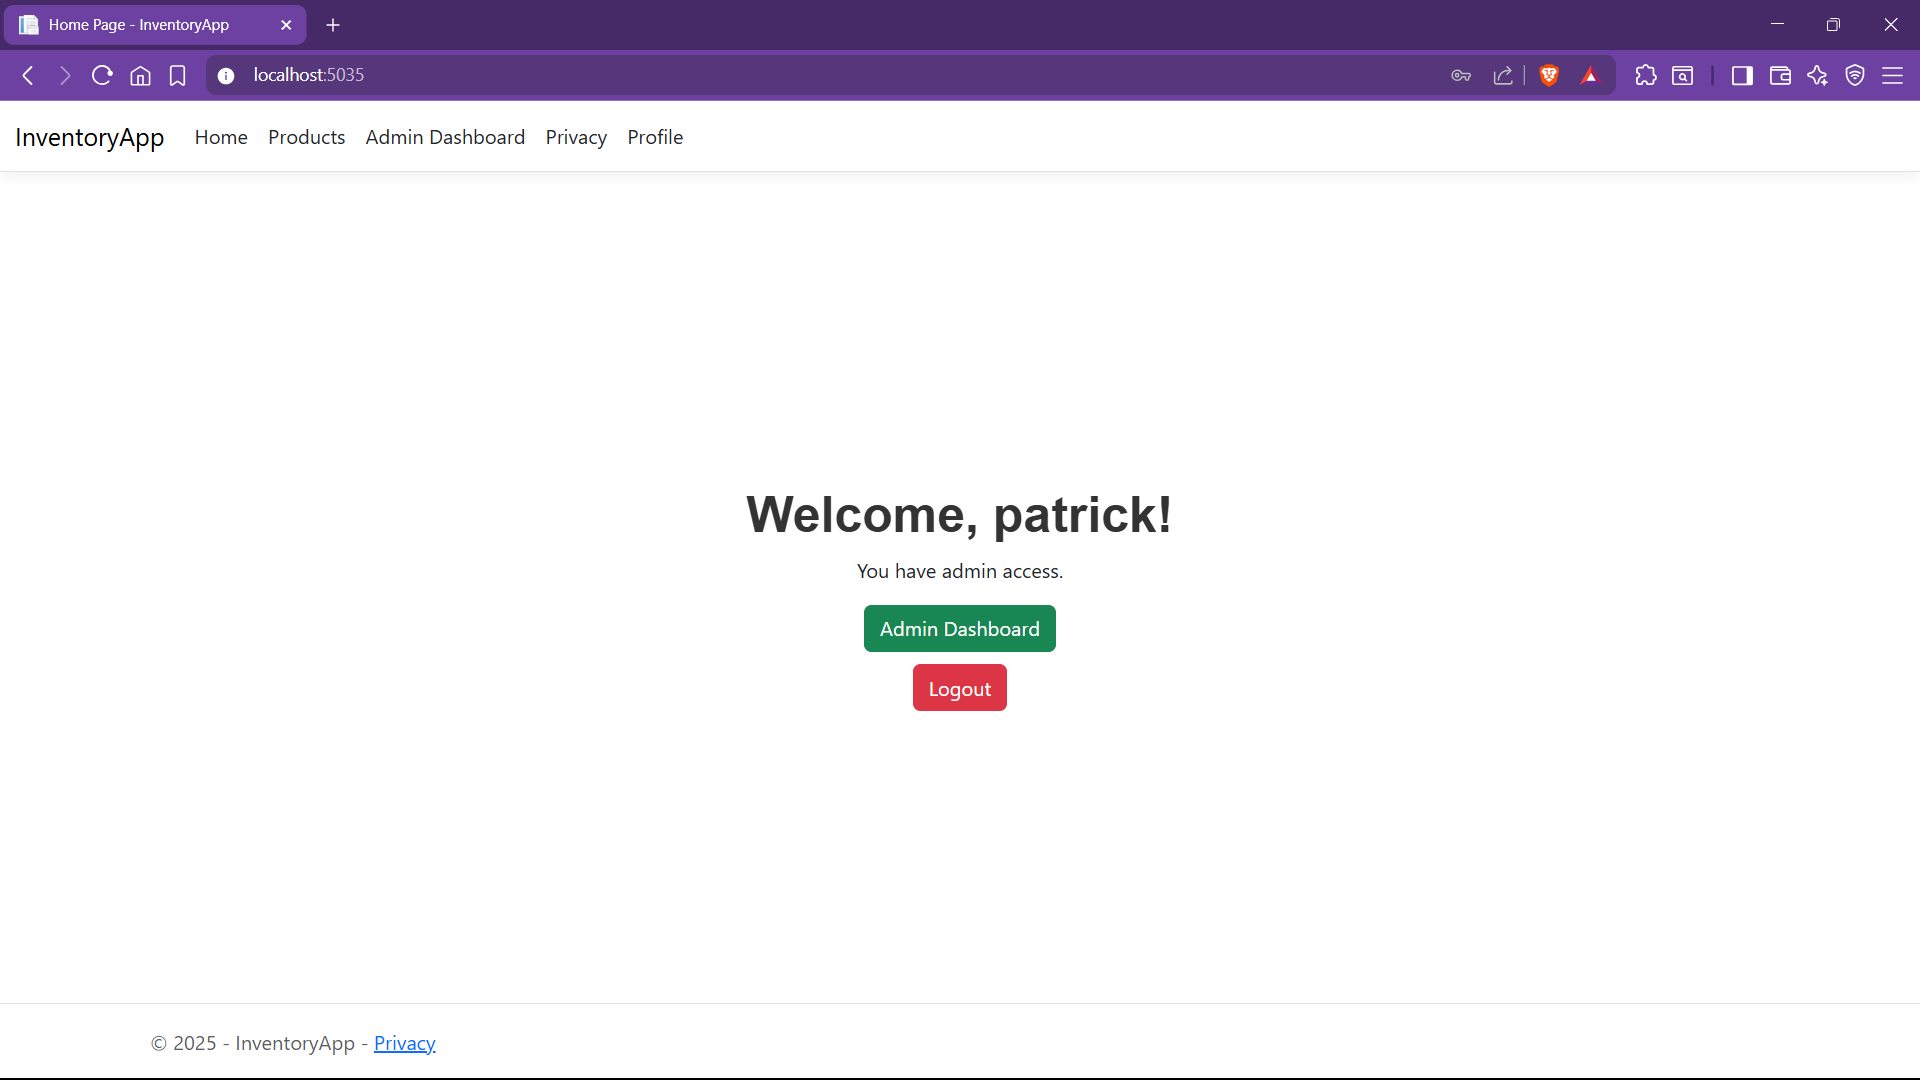 Home Page - InventoryApp
localhost:5035
InventoryApp Home Products Admin Dashboard Privacy Profile
Welcome, patrick!
You have admin access.
Admin Dashboard
Logout
© 2025 - InventoryApp - Privacy